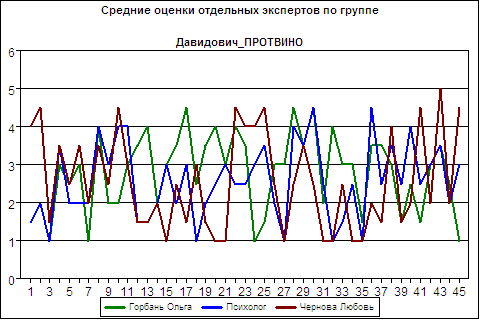 Средние оценки отдельных экспертов по группе
Давидович_ПРОТВИНО
6
5
4
3
2
1
0
1 3 5 7 9 11 13 15 17 19 21 23 25 27 29 31 33 35 37 39 41 43 45
Горбань Ольга Психолог Чернова Любовь